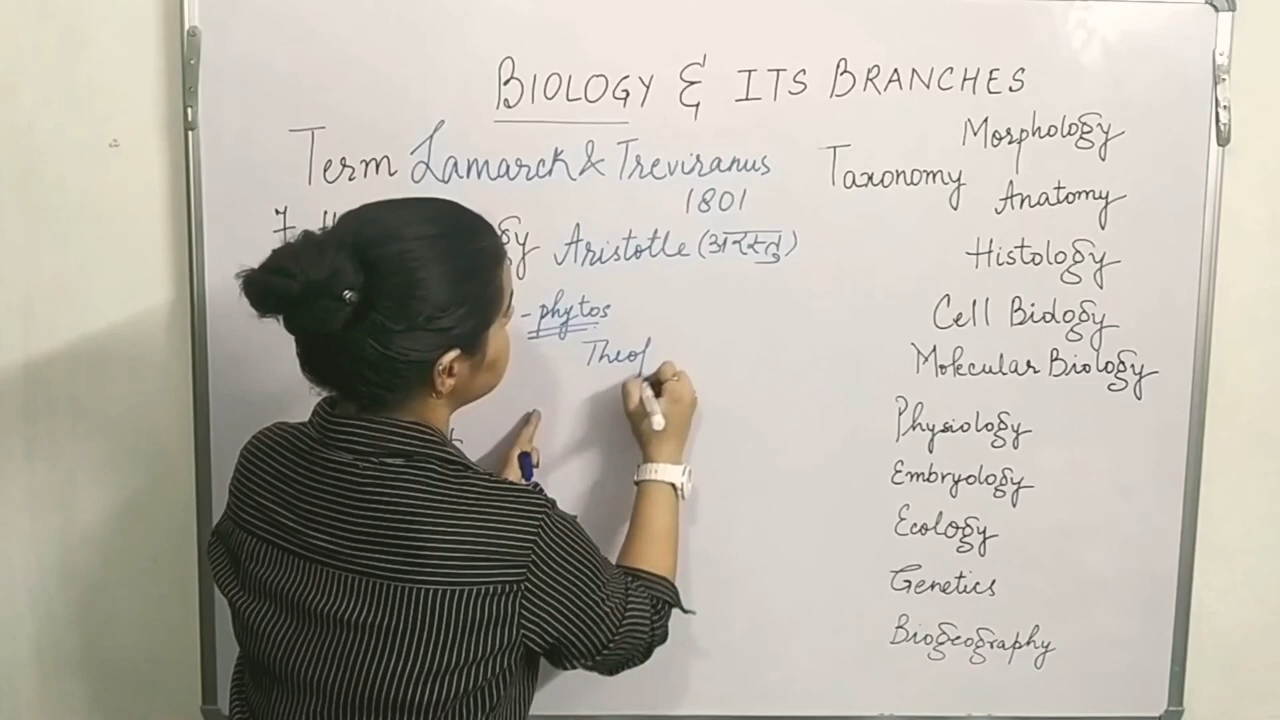 BIOLOGY & ITS BRANCHES
Term Lamarck & Treviranus
1801
Aristotle (अरस्तु)
- phytos
Theof
Taxonomy
Morphology
Anatomy
Histology
Cell Biology
Molecular Biology
Physiology
Embryology
Ecology
Genetics
Biogeography